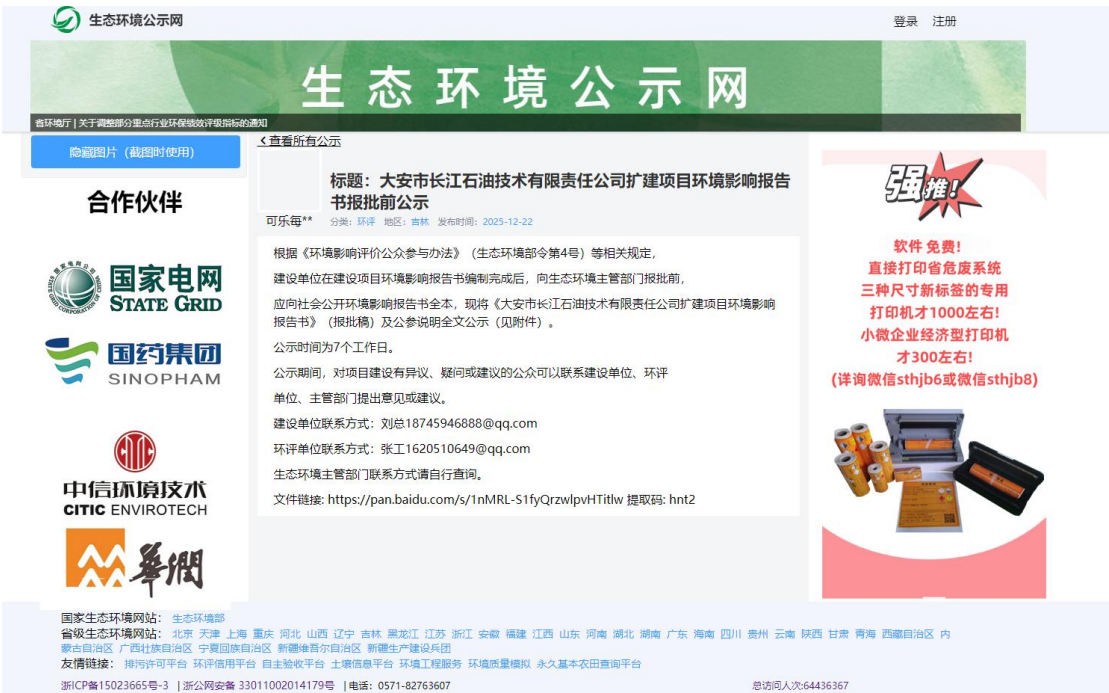 生态环境公示网
登录 注册
生态环境公示网
省环境厅 | 关于调整部分重点行业环保绩效评级指标的通知
隐藏图片（截图时使用）
合作伙伴
国家电网
STATE GRID
国药集团
SINOPHAM
中信环境技术
CITIC ENVIROTECH
華潤
查看所有公示
可乐每**
标题：大安市长江石油技术有限责任公司扩建项目环境影响报告
书报批前公示
分类：环评 地区：吉林 发布时间：2025-12-22
根据《环境影响评价公众参与办法》（生态环境部令第4号）等相关规定，
建设单位在建设项目环境影响报告书编制完成后，向生态环境主管部门报批前，
应向社会公开环境影响报告书全本，现将《大安市长江石油技术有限责任公司扩建项目环境影响
报告书》（报批稿）及公参说明全文公示（见附件）。
公示时间为7个工作日。
公示期间，对项目建设有异议、疑问或建议的公众可以联系建设单位、环评
单位、主管部门提出意见或建议。
建设单位联系方式：刘总18745946888@qq.com
环评单位联系方式：张工1620510649@qq.com
生态环境主管部门联系方式请自行查询。
文件链接: https://pan.baidu.com/s/1nMRL-S1fyQrzwlpvHTitlw 提取码: hnt2
强推!
软件 免费!
直接打印省危废系统
三种尺寸新标签的专用
打印机才1000左右!
小微企业经济型打印机
才300左右!
(详询微信sthjb6或微信sthjb8)
国家生态环境网站： 生态环境部
省级生态环境网站： 北京 天津 上海 重庆 河北 山西 辽宁 吉林 黑龙江 江苏 浙江 安徽 福建 江西 山东 河南 湖北 湖南 广东 海南 四川 贵州 云南 陕西 甘肃 青海 西藏自治区 内
蒙古自治区 广西壮族自治区 宁夏回族自治区 新疆维吾尔自治区 新疆生产建设兵团
友情链接： 排污许可平台 环评信用平台 自主验收平台 土壤信息平台 环境工程服务 环境质量模拟 永久基本农田查询平台
浙ICP备15023665号-3 | 浙公网安备 33011002014179号 | 电话：0571-82763607
总访问人次:64436367